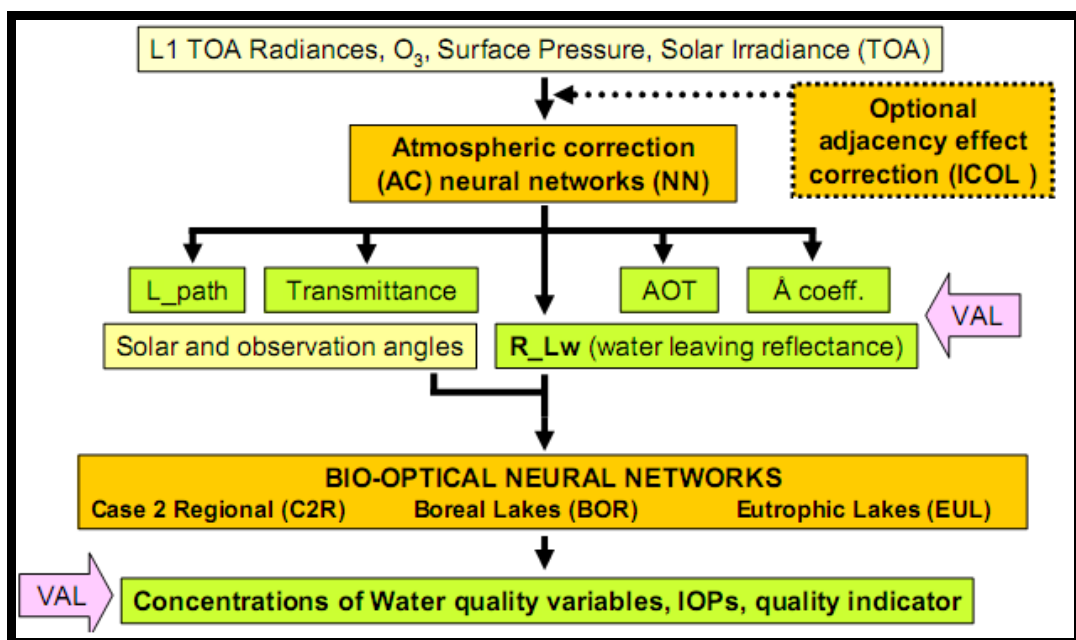 L1 TOA Radiances, O3, Surface Pressure, Solar Irradiance (TOA)
Optional
adjacency effect
correction (ICOL )
Atmospheric correction
(AC) neural networks (NN)
L_path
Transmittance
AOT
Å coeff.
VAL
Solar and observation angles
R_Lw (water leaving reflectance)
BIO-OPTICAL NEURAL NETWORKS
Case 2 Regional (C2R) Boreal Lakes (BOR) Eutrophic Lakes (EUL)
VAL
Concentrations of Water quality variables, IOPs, quality indicator